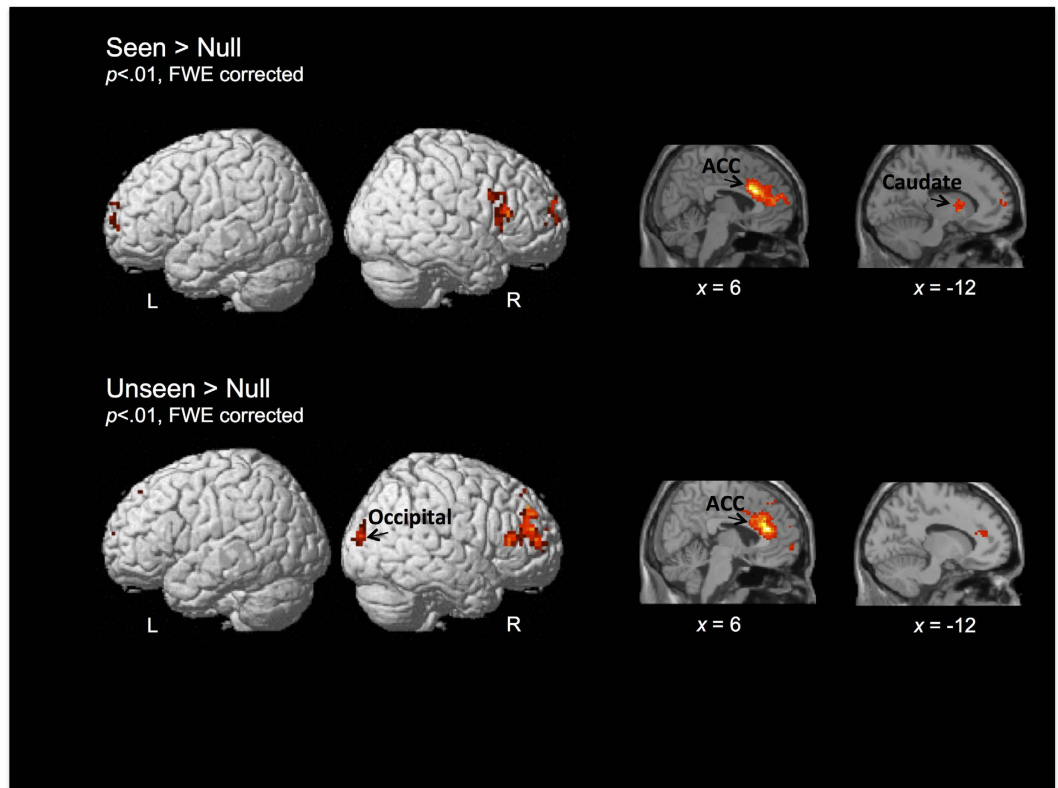 Seen > Null
p<.01, FWE corrected
ACC
Caudate
L
R
x = 6
x = -12
Unseen > Null
p<.01, FWE corrected
Occipital
ACC
L
R
x = 6
x = -12